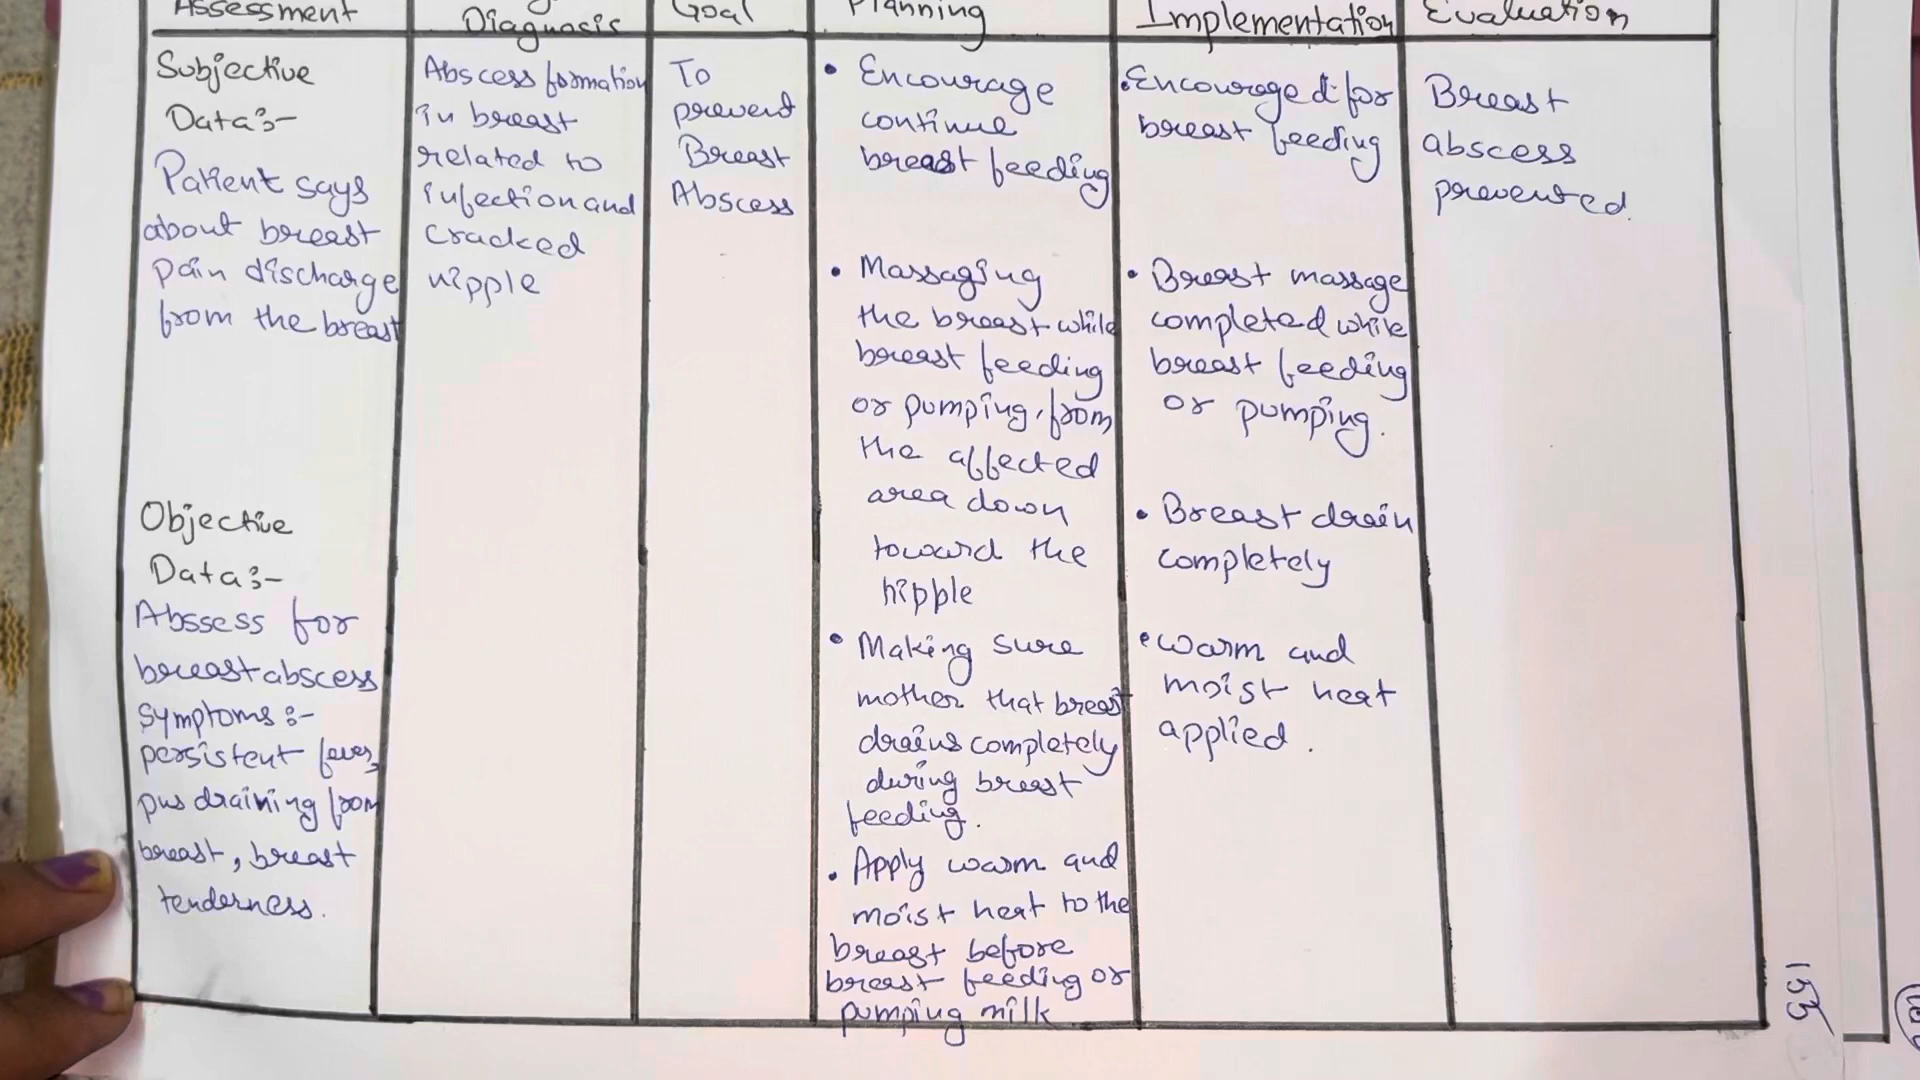 Assessment
Diagnosis
Goal
Planning
Implementation
Evaluation
Subjective
Data:-
Patient says
about breast
pain discharge
from the breast
Objective
Data:-
Abssess for
breast abscess
symptoms :-
persistent fever,
pus draining from
breast, breast
tenderness.
Abscess formation
in breast
related to
infection and
cracked
nipple
To
prevent
Breast
Abscess
• Encourage
continue
breast feeding
• Massaging
the breast while
breast feeding
or pumping, from
the affected
area down
toward the
nipple
• Making sure
mother that breast
drains completely
during breast
feeding.
• Apply warm and
moist heat to the
breast before
breast feeding or
pumping milk
• Encouraged for
breast feeding
• Breast massage
completed while
breast feeding
or pumping.
• Breast drain
completely
• Warm and
moist heat
applied.
Breast
abscess
prevented.
155